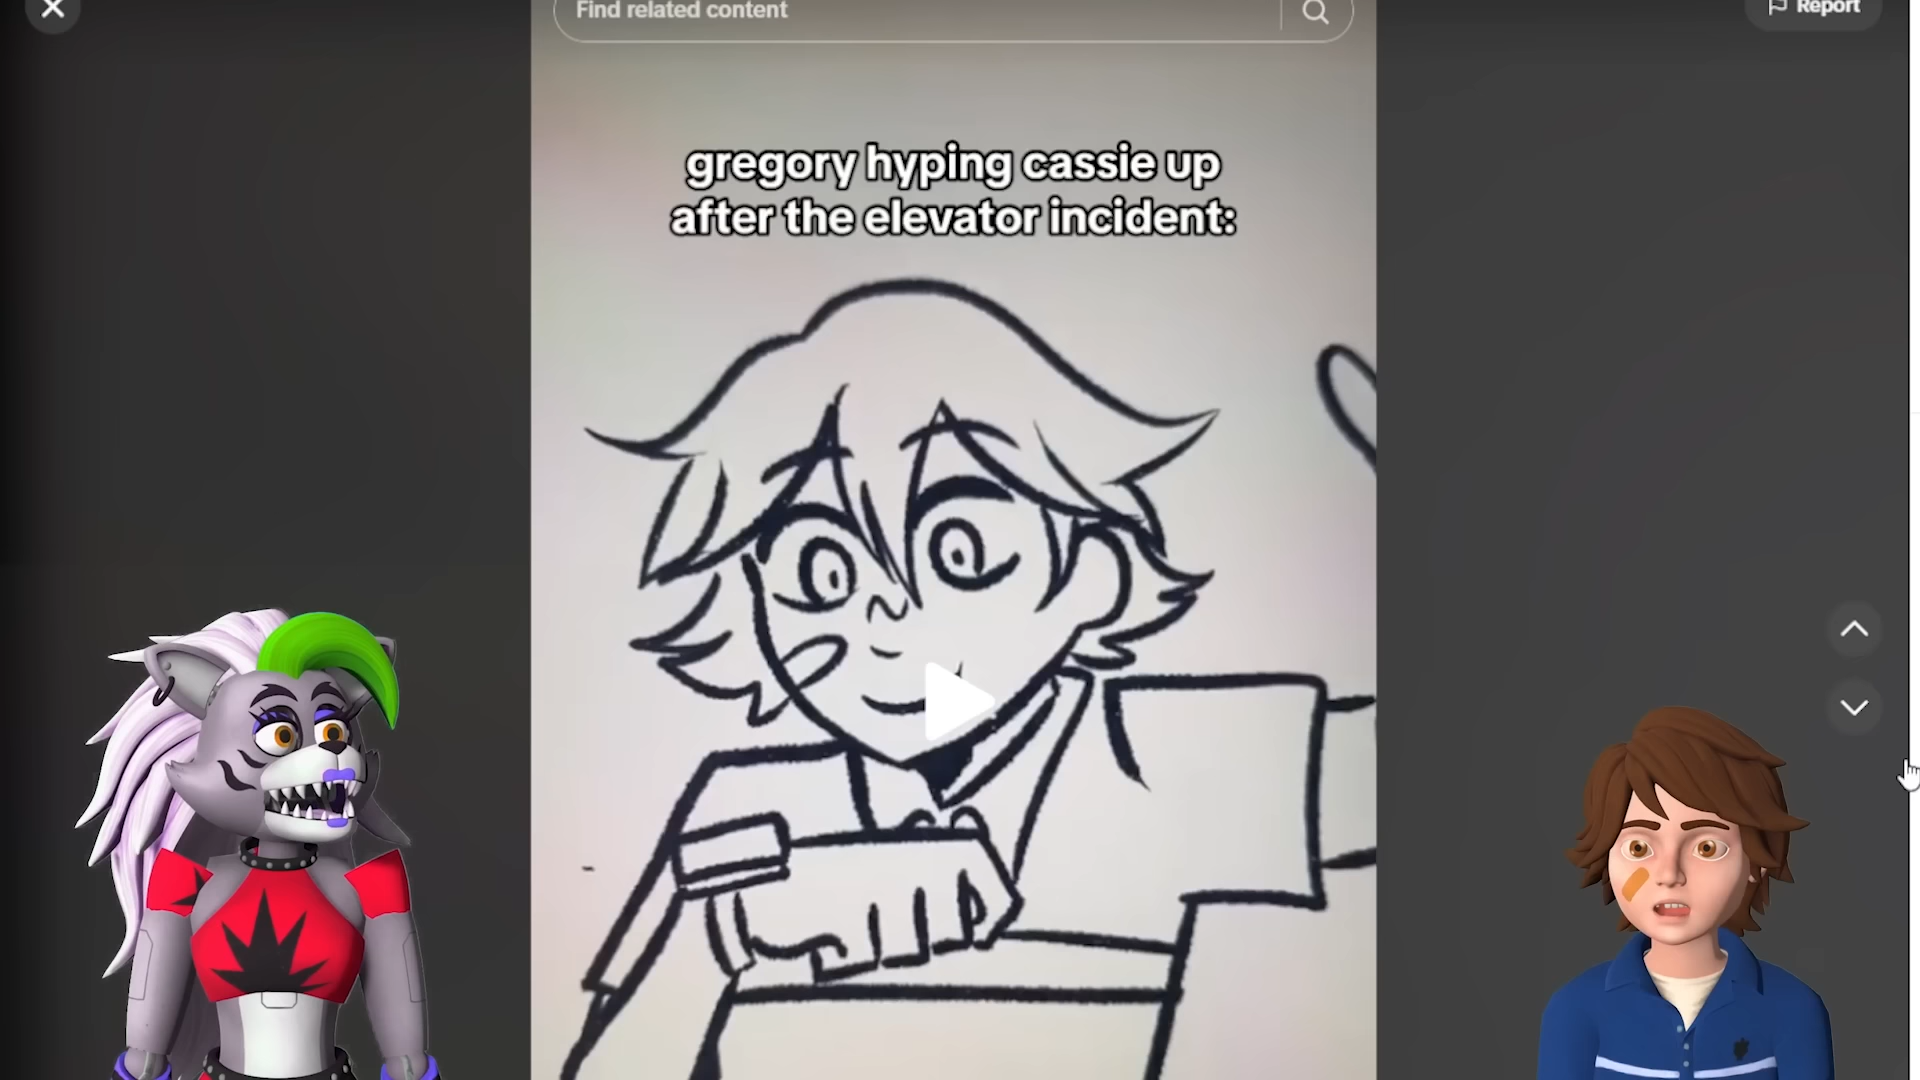 Find related content
Report
gregory hyping cassie up
after the elevator incident: